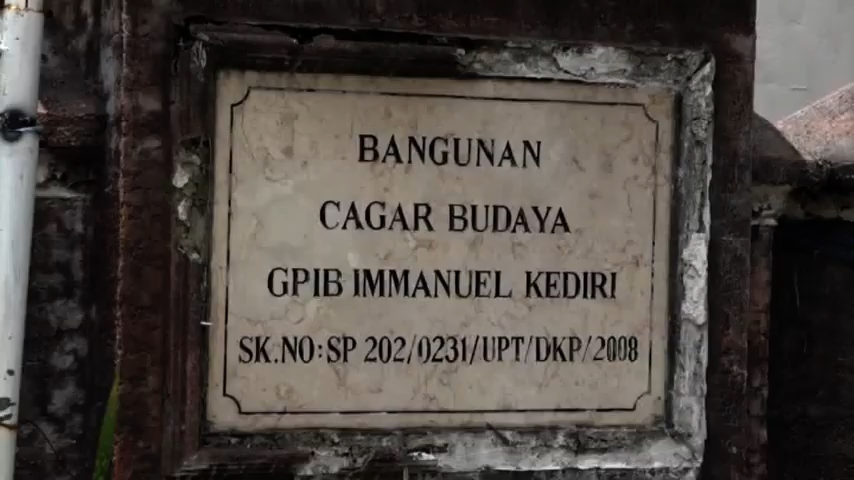 BANGUNAN
CAGAR BUDAYA
GPIB IMMANUEL KEDIRI
SK.NO:SP 202/0231/UPT/DKP/2008